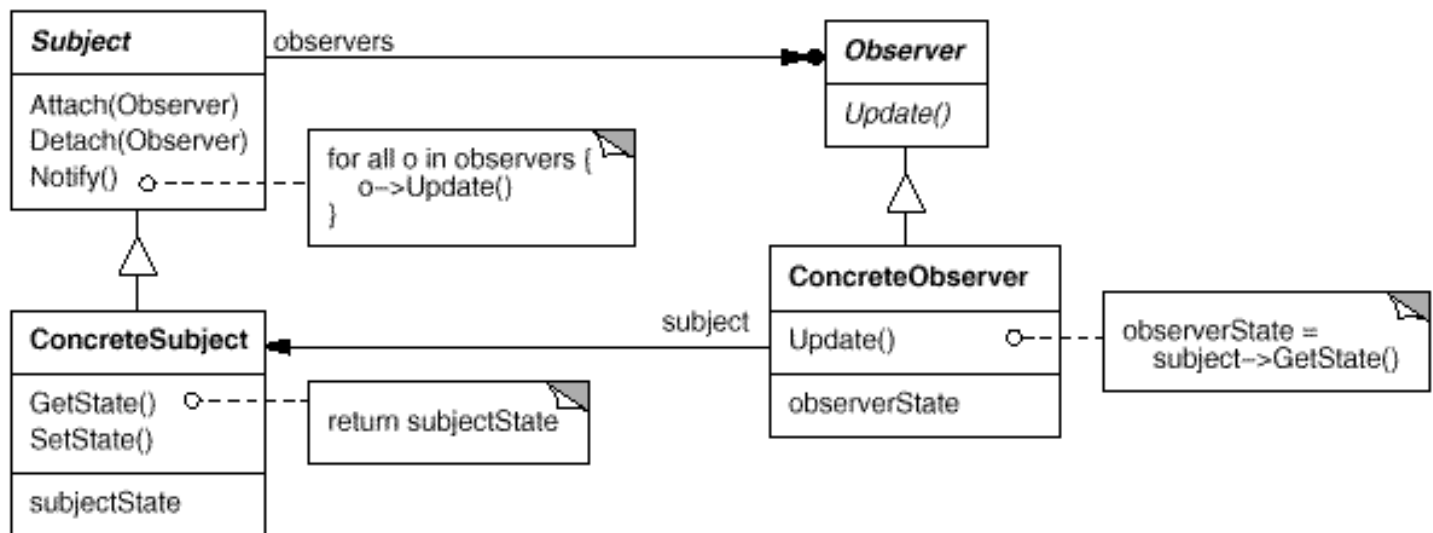 Subject
Attach(Observer)
Detach(Observer)
Notify()
observers
for all o in observers {
o->Update()
}
Observer
Update()
ConcreteSubject
GetState()
SetState()
subjectState
return subjectState
subject
ConcreteObserver
Update()
observerState
observerState =
subject->GetState()